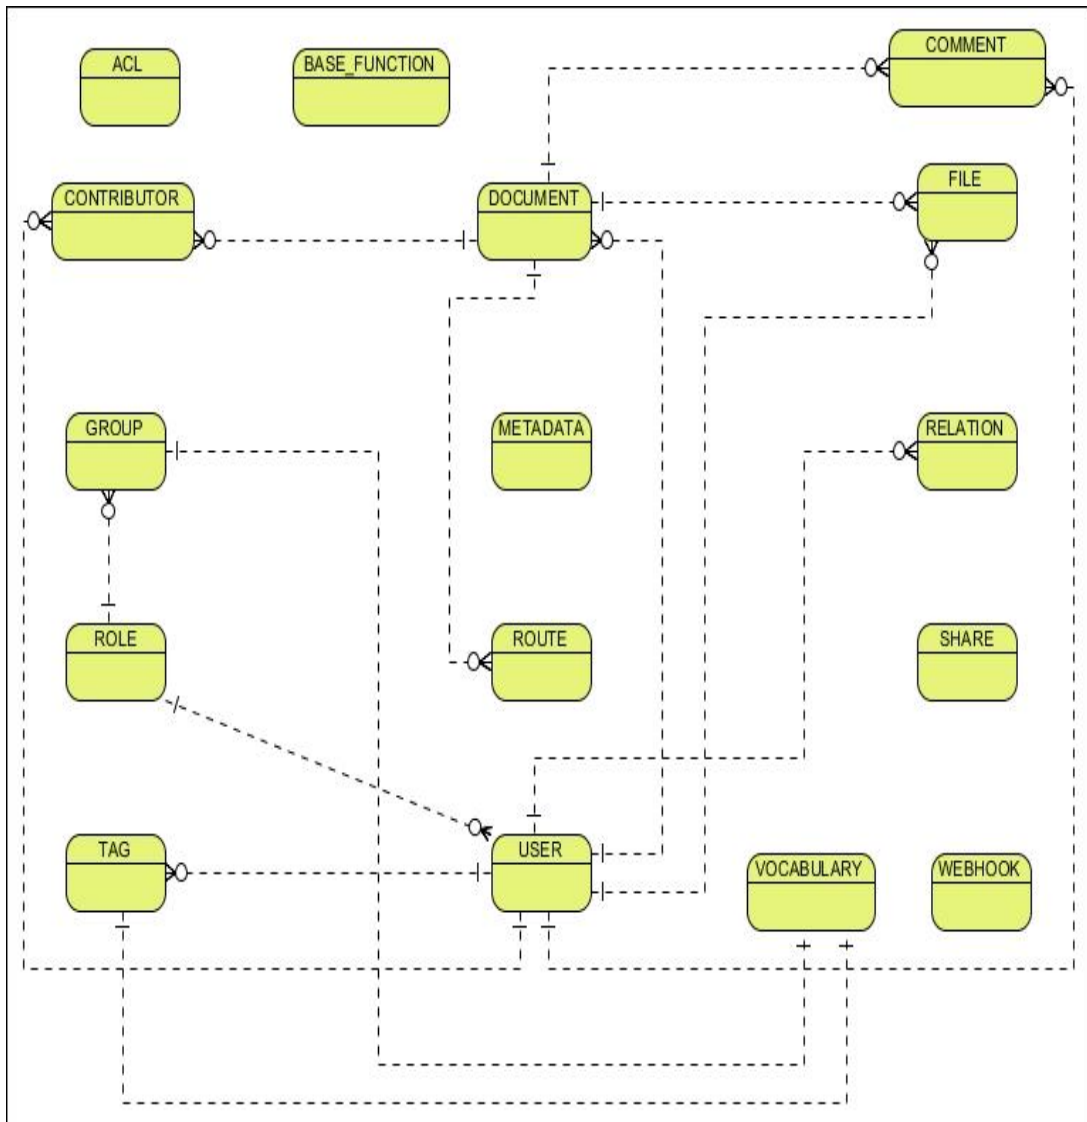 ACL
BASE_FUNCTION
COMMENT
CONTRIBUTOR
DOCUMENT
FILE
GROUP
METADATA
RELATION
ROLE
ROUTE
SHARE
TAG
USER
VOCABULARY
WEBHOOK